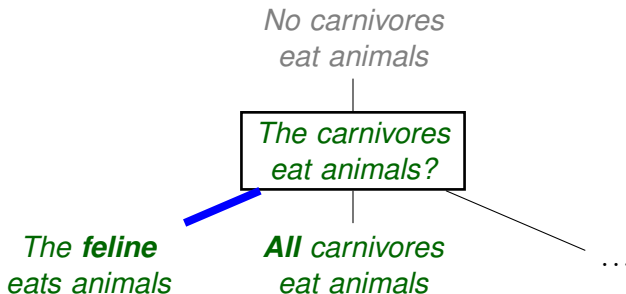 No carnivores
eat animals
The carnivores
eat animals?
The feline
eats animals
All carnivores
eat animals
...